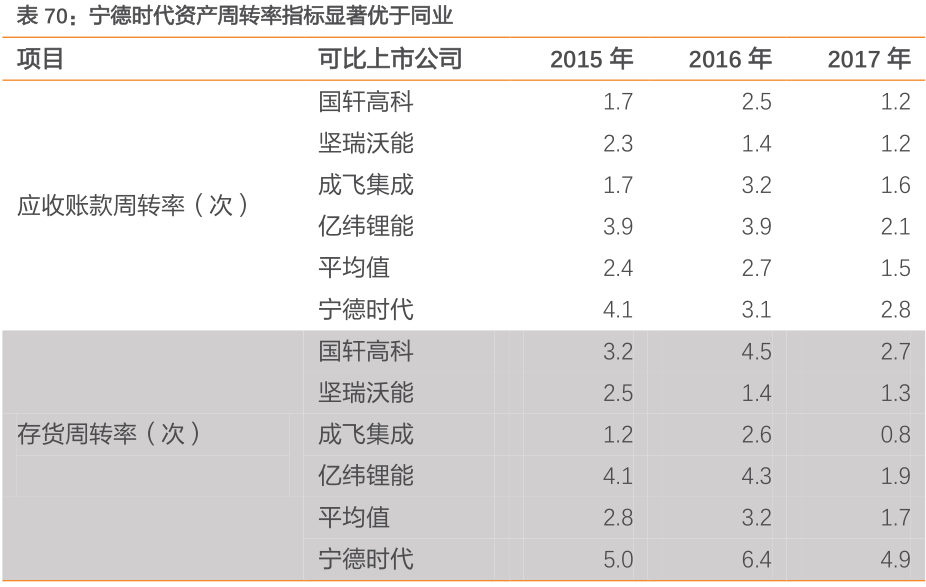 表 70：宁德时代资产周转率指标显著优于同业
项目 可比上市公司 2015 年 2016 年 2017 年
国轩高科 1.7 2.5 1.2
坚瑞沃能 2.3 1.4 1.2
成飞集成 1.7 3.2 1.6
应收账款周转率（次）
亿纬锂能 3.9 3.9 2.1
平均值 2.4 2.7 1.5
宁德时代 4.1 3.1 2.8
国轩高科 3.2 4.5 2.7
坚瑞沃能 2.5 1.4 1.3
存货周转率（次） 成飞集成 1.2 2.6 0.8
亿纬锂能 4.1 4.3 1.9
平均值 2.8 3.2 1.7
宁德时代 5.0 6.4 4.9